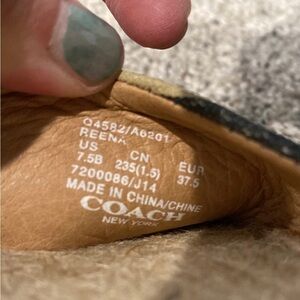 Q4582/A6201
REENA
US CN EUR
7.5B 235(1.5) 37.5
7200086/J14
MADE IN CHINA/CHINE
COACH
NEW YORK